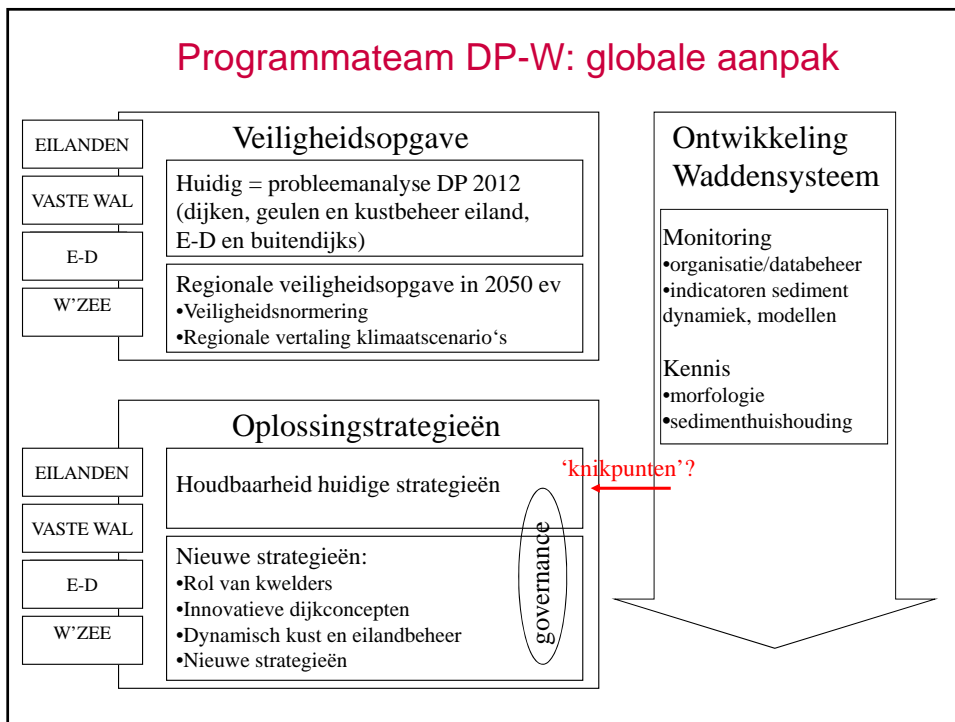 Programmateam DP-W: globale aanpak
EILANDEN
VASTE WAL
E-D
W'ZEE
Veiligheidsopgave
Huidig = probleemanalyse DP 2012
(dijken, geulen en kustbeheer eiland,
E-D en buitendijks)
Regionale veiligheidsopgave in 2050 ev
•Veiligheidsnormering
•Regionale vertaling klimaatscenario‘s
Ontwikkeling
Waddensysteem
Monitoring
•organisatie/databeheer
•indicatoren sediment
dynamiek, modellen
Kennis
•morfologie
•sedimenthuishouding
EILANDEN
VASTE WAL
E-D
W'ZEE
Oplossingstrategieën
Houdbaarheid huidige strategieën
‘knikpunten’?
Nieuwe strategieën:
•Rol van kwelders
•Innovatieve dijkconcepten
•Dynamisch kust en eilandbeheer
•Nieuwe strategieën
governance